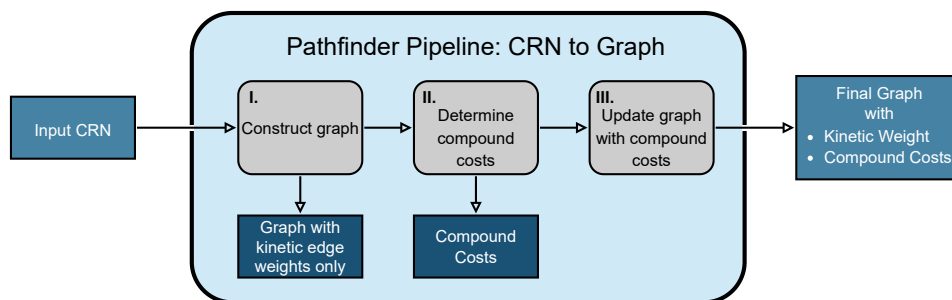 Pathfinder Pipeline: CRN to Graph
Input CRN
I.
Construct graph
II.
Determine
compound
costs
III.
Update graph
with compound
costs
Final Graph
with
• Kinetic Weight
• Compound Costs
Graph with
kinetic edge
weights only
Compound
Costs